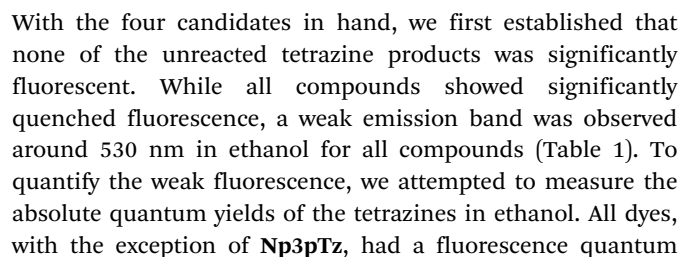 With the four candidates in hand, we first established that
none of the unreacted tetrazine products was significantly
fluorescent. While all compounds showed significantly
quenched fluorescence, a weak emission band was observed
around 530 nm in ethanol for all compounds (Table 1). To
quantify the weak fluorescence, we attempted to measure the
absolute quantum yields of the tetrazines in ethanol. All dyes,
with the exception of Np3pTz, had a fluorescence quantum